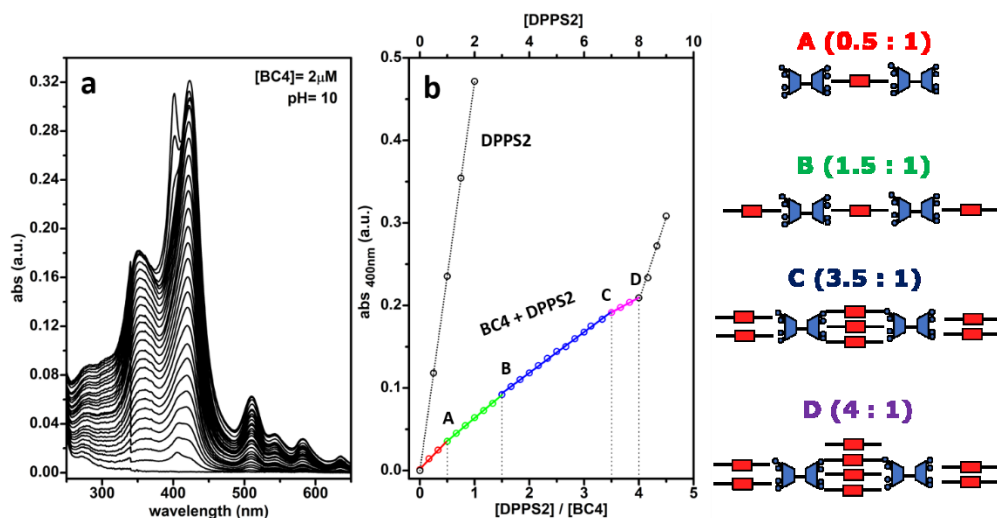 a
[BC4]= 2μM
pH= 10
abs (a.u.)
0.32
0.28
0.24
0.20
0.16
0.12
0.08
0.04
0.00
300 400 500 600
wavelength (nm)
[DPPS2]
0 2 4 6 8 10
b
abs 400nm (a.u.)
0.5
0.4
0.3
0.2
0.1
0.0
DPPS2
BC4 + DPPS2
A
B
C
D
0 1 2 3 4 5
[DPPS2] / [BC4]
A (0.5 : 1)
B (1.5 : 1)
C (3.5 : 1)
D (4 : 1)